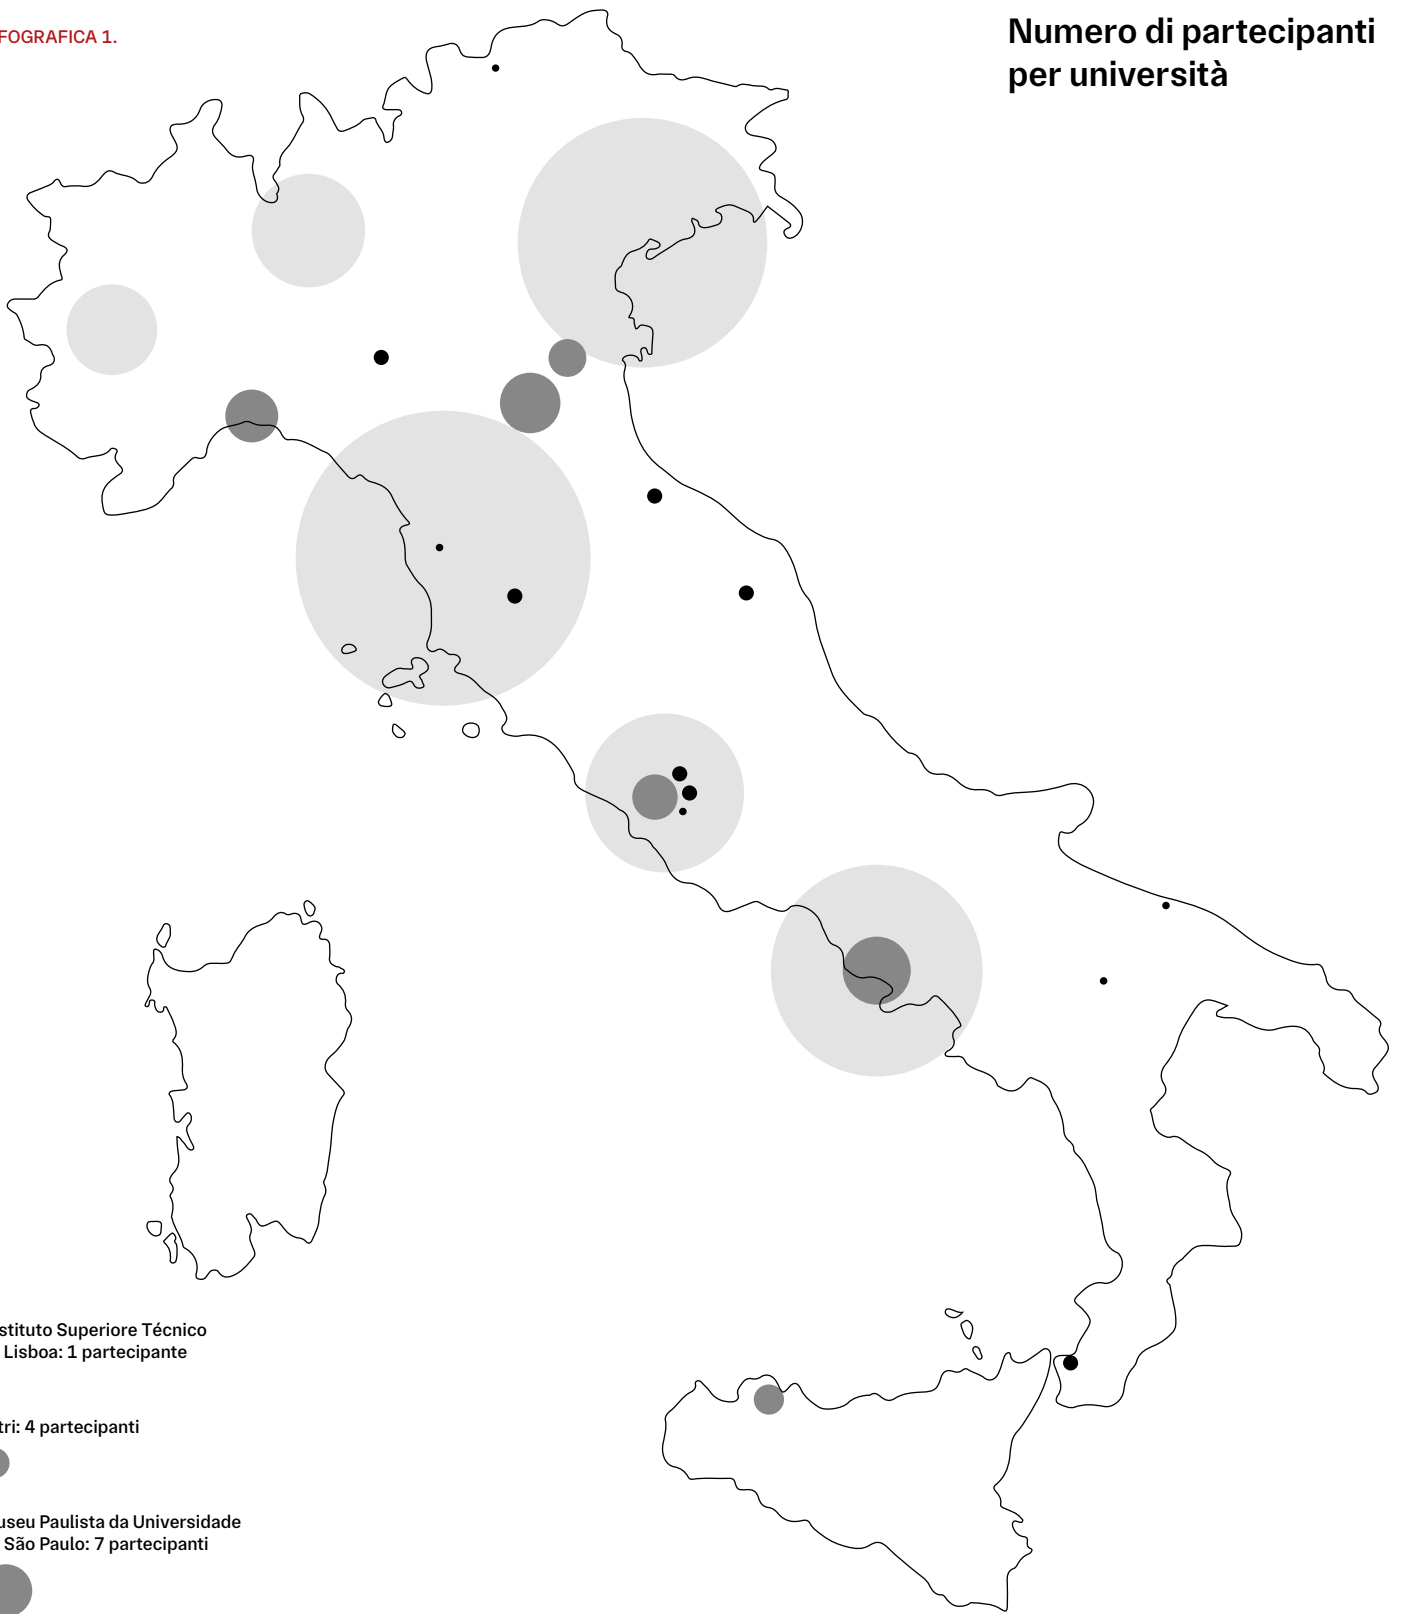 FOGRAFICA 1.
Numero di partecipanti
per università
stituto Superiore Técnico
Lisboa: 1 partecipante
tri: 4 partecipanti
useu Paulista da Universidade
São Paulo: 7 partecipanti